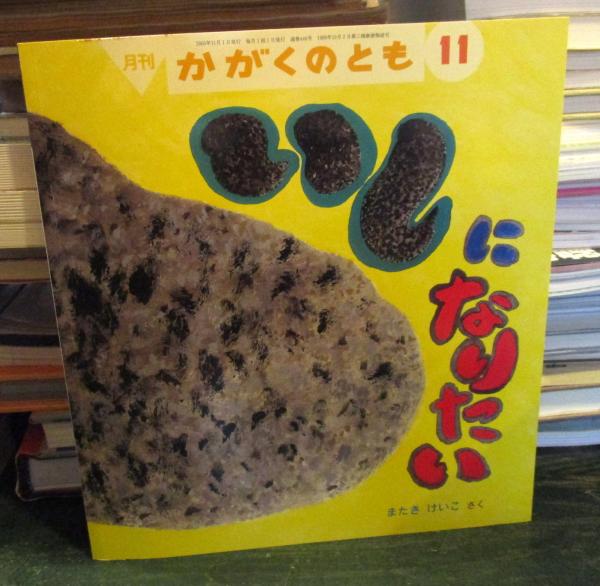 月刊 かがくのとも 11
いし
に
なりたい
またき けいこ さく